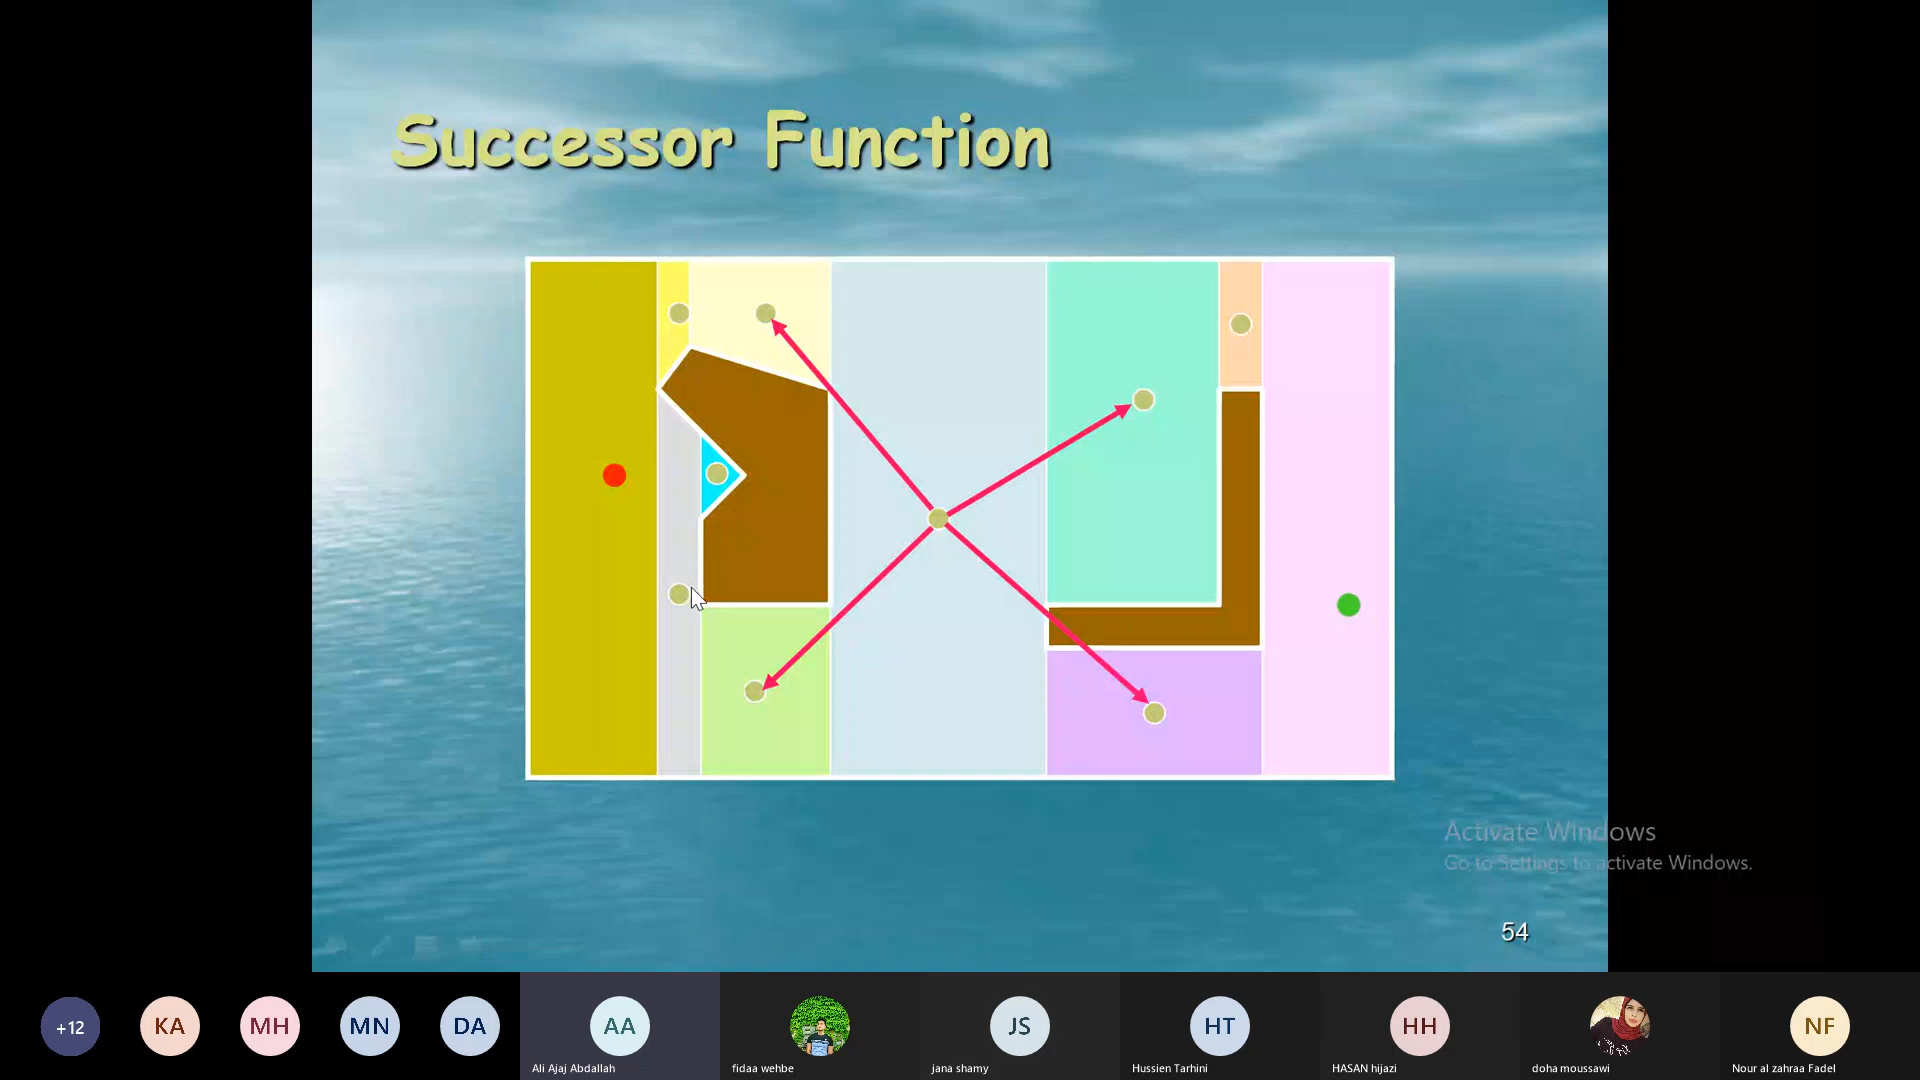 Successor Function
Activate Windows
Go to Settings to activate Windows.
54
+12
KA
MH
MN
DA
AA
JS
HT
HH
NF
Ali Ajaj Abdallah
fidaa wehbe
jana shamy
Hussien Tarhini
HASAN hijazi
doha moussawi
Nour al zahraa Fadel